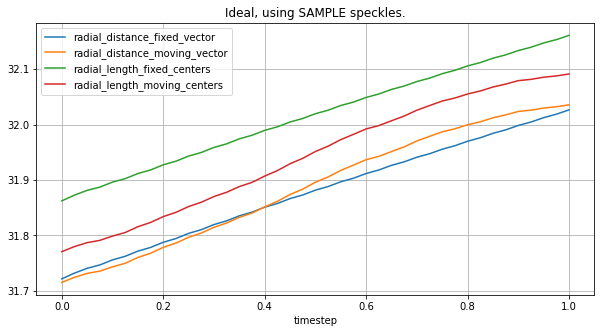 Ideal, using SAMPLE speckles.
radial_distance_fixed_vector
radial_distance_moving_vector
radial_length_fixed_centers
radial_length_moving_centers
32.1
32.0
31.9
31.8
31.7
0.0 0.2 0.4 0.6 0.8 1.0
timestep